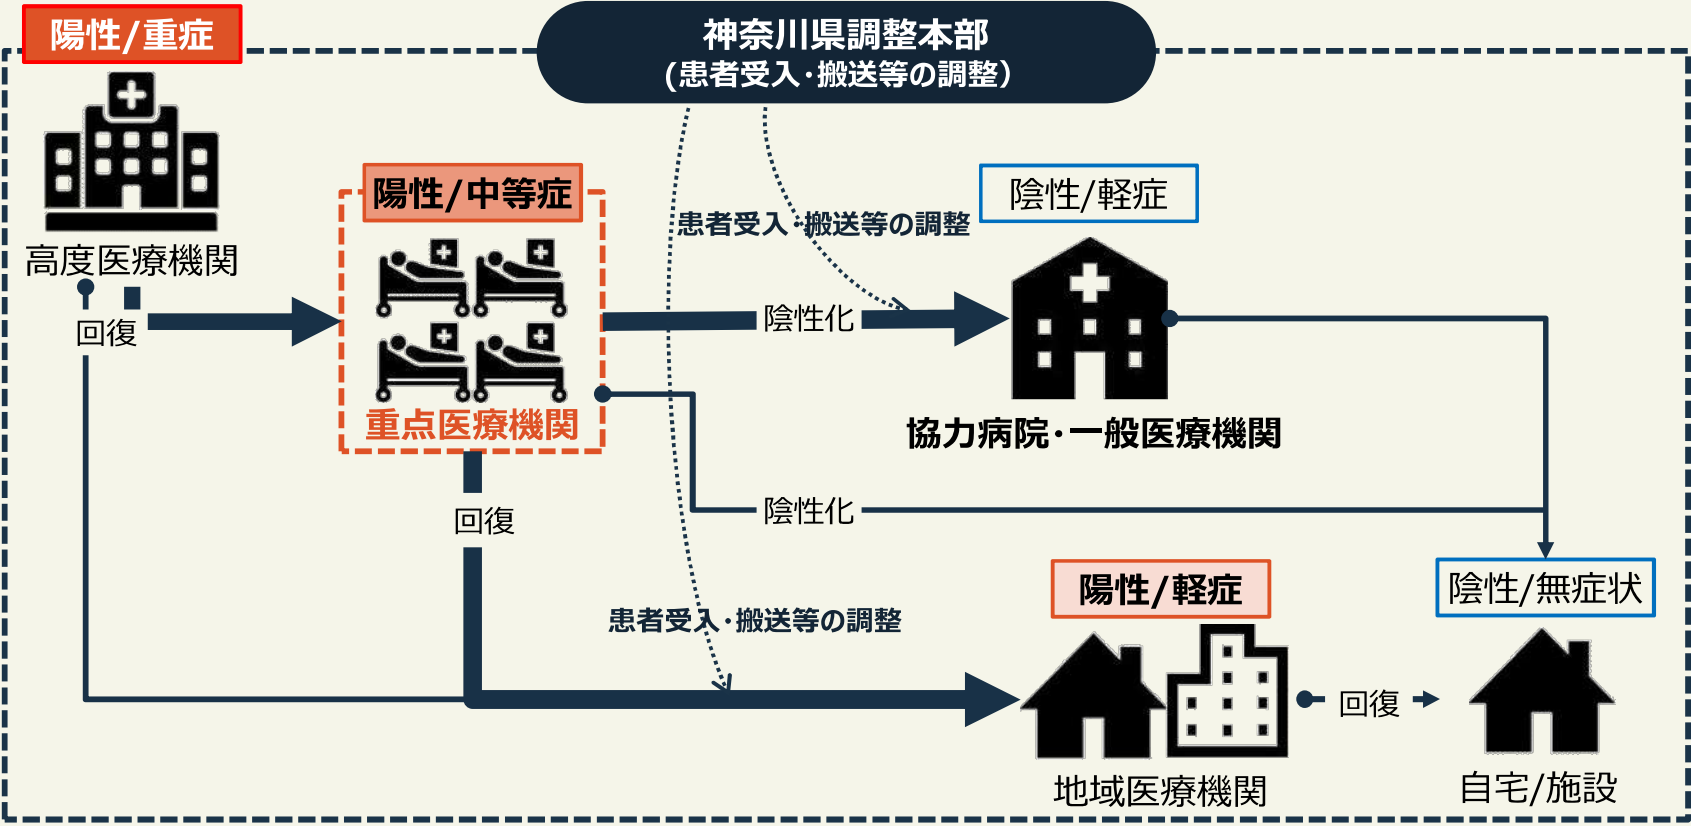 陽性/重症
神奈川県調整本部
(患者受入・搬送等の調整)
高度医療機関
回復
陽性/中等症
重点医療機関
患者受入・搬送等の調整
陰性化
陰性/軽症
協力病院・一般医療機関
回復
陰性化
患者受入・搬送等の調整
陽性/軽症
地域医療機関
回復
陰性/無症状
自宅/施設